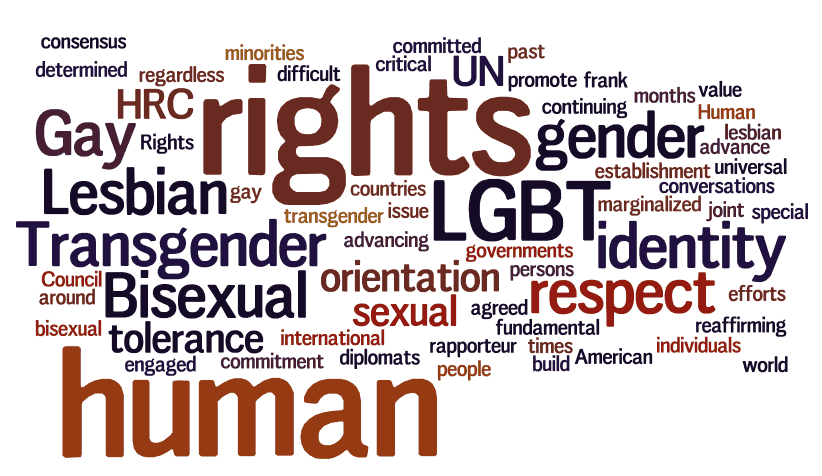 consensus
minorities
committed
past
determined
regardless
difficult
critical
UN
promote
frank
HRC
rights
continuing
months
value
Gay
Rights
gender
Human
lesbian
advance
establishment
universal
Lesbian
gay
countries
LGBT
conversations
transgender
issue
marginalized
joint
special
Transgender
advancing
governments
identity
Council
around
Bisexual
orientation
persons
respect
efforts
bisexual
tolerance
sexual
agreed
fundamental
reaffirming
international
rapporteur
times
individuals
engaged
commitment
diplomats
people
build
American
world
human